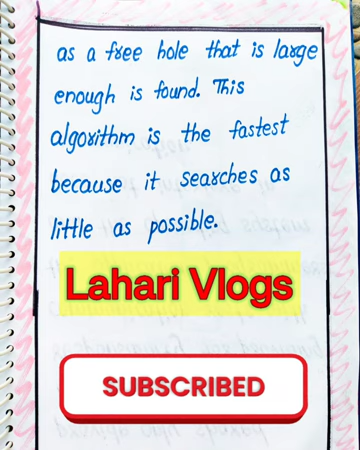 as a free hole that is large
enough is found. This
algorithm is the fastest
because it searches as
little as possible.
Lahari Vlogs
SUBSCRIBED